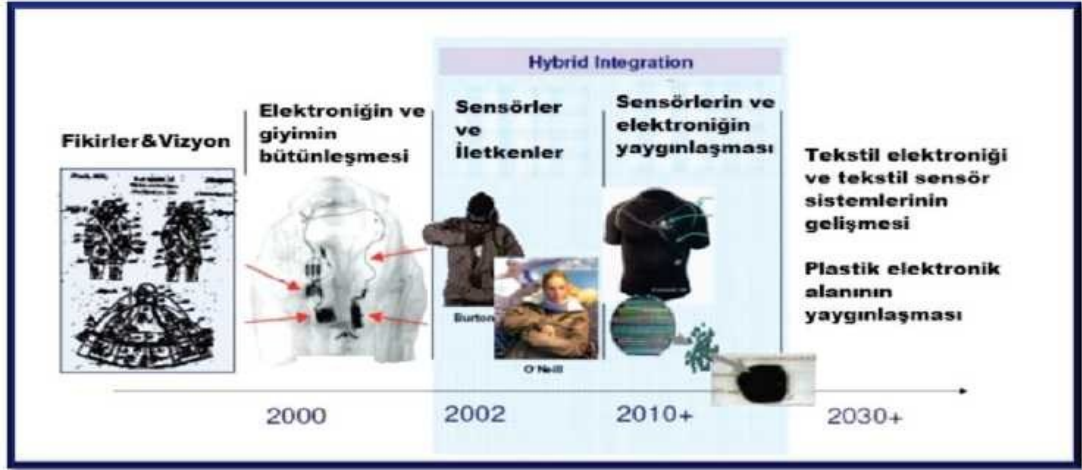 Hybrid Integration
Fikirler&Vizyon
Elektroniğin ve
giyimin
bütünleşmesi
Sensörler
ve
İletkenler
Sensörlerin ve
elektroniğin
yaygınlaşması
Tekstil elektroniği
ve tekstil sensör
sistemlerinin
gelişmesi
Plastik elektronik
alanının
yaygınlaşması
Burton
O'Neill
2000
2002
2010+
2030+